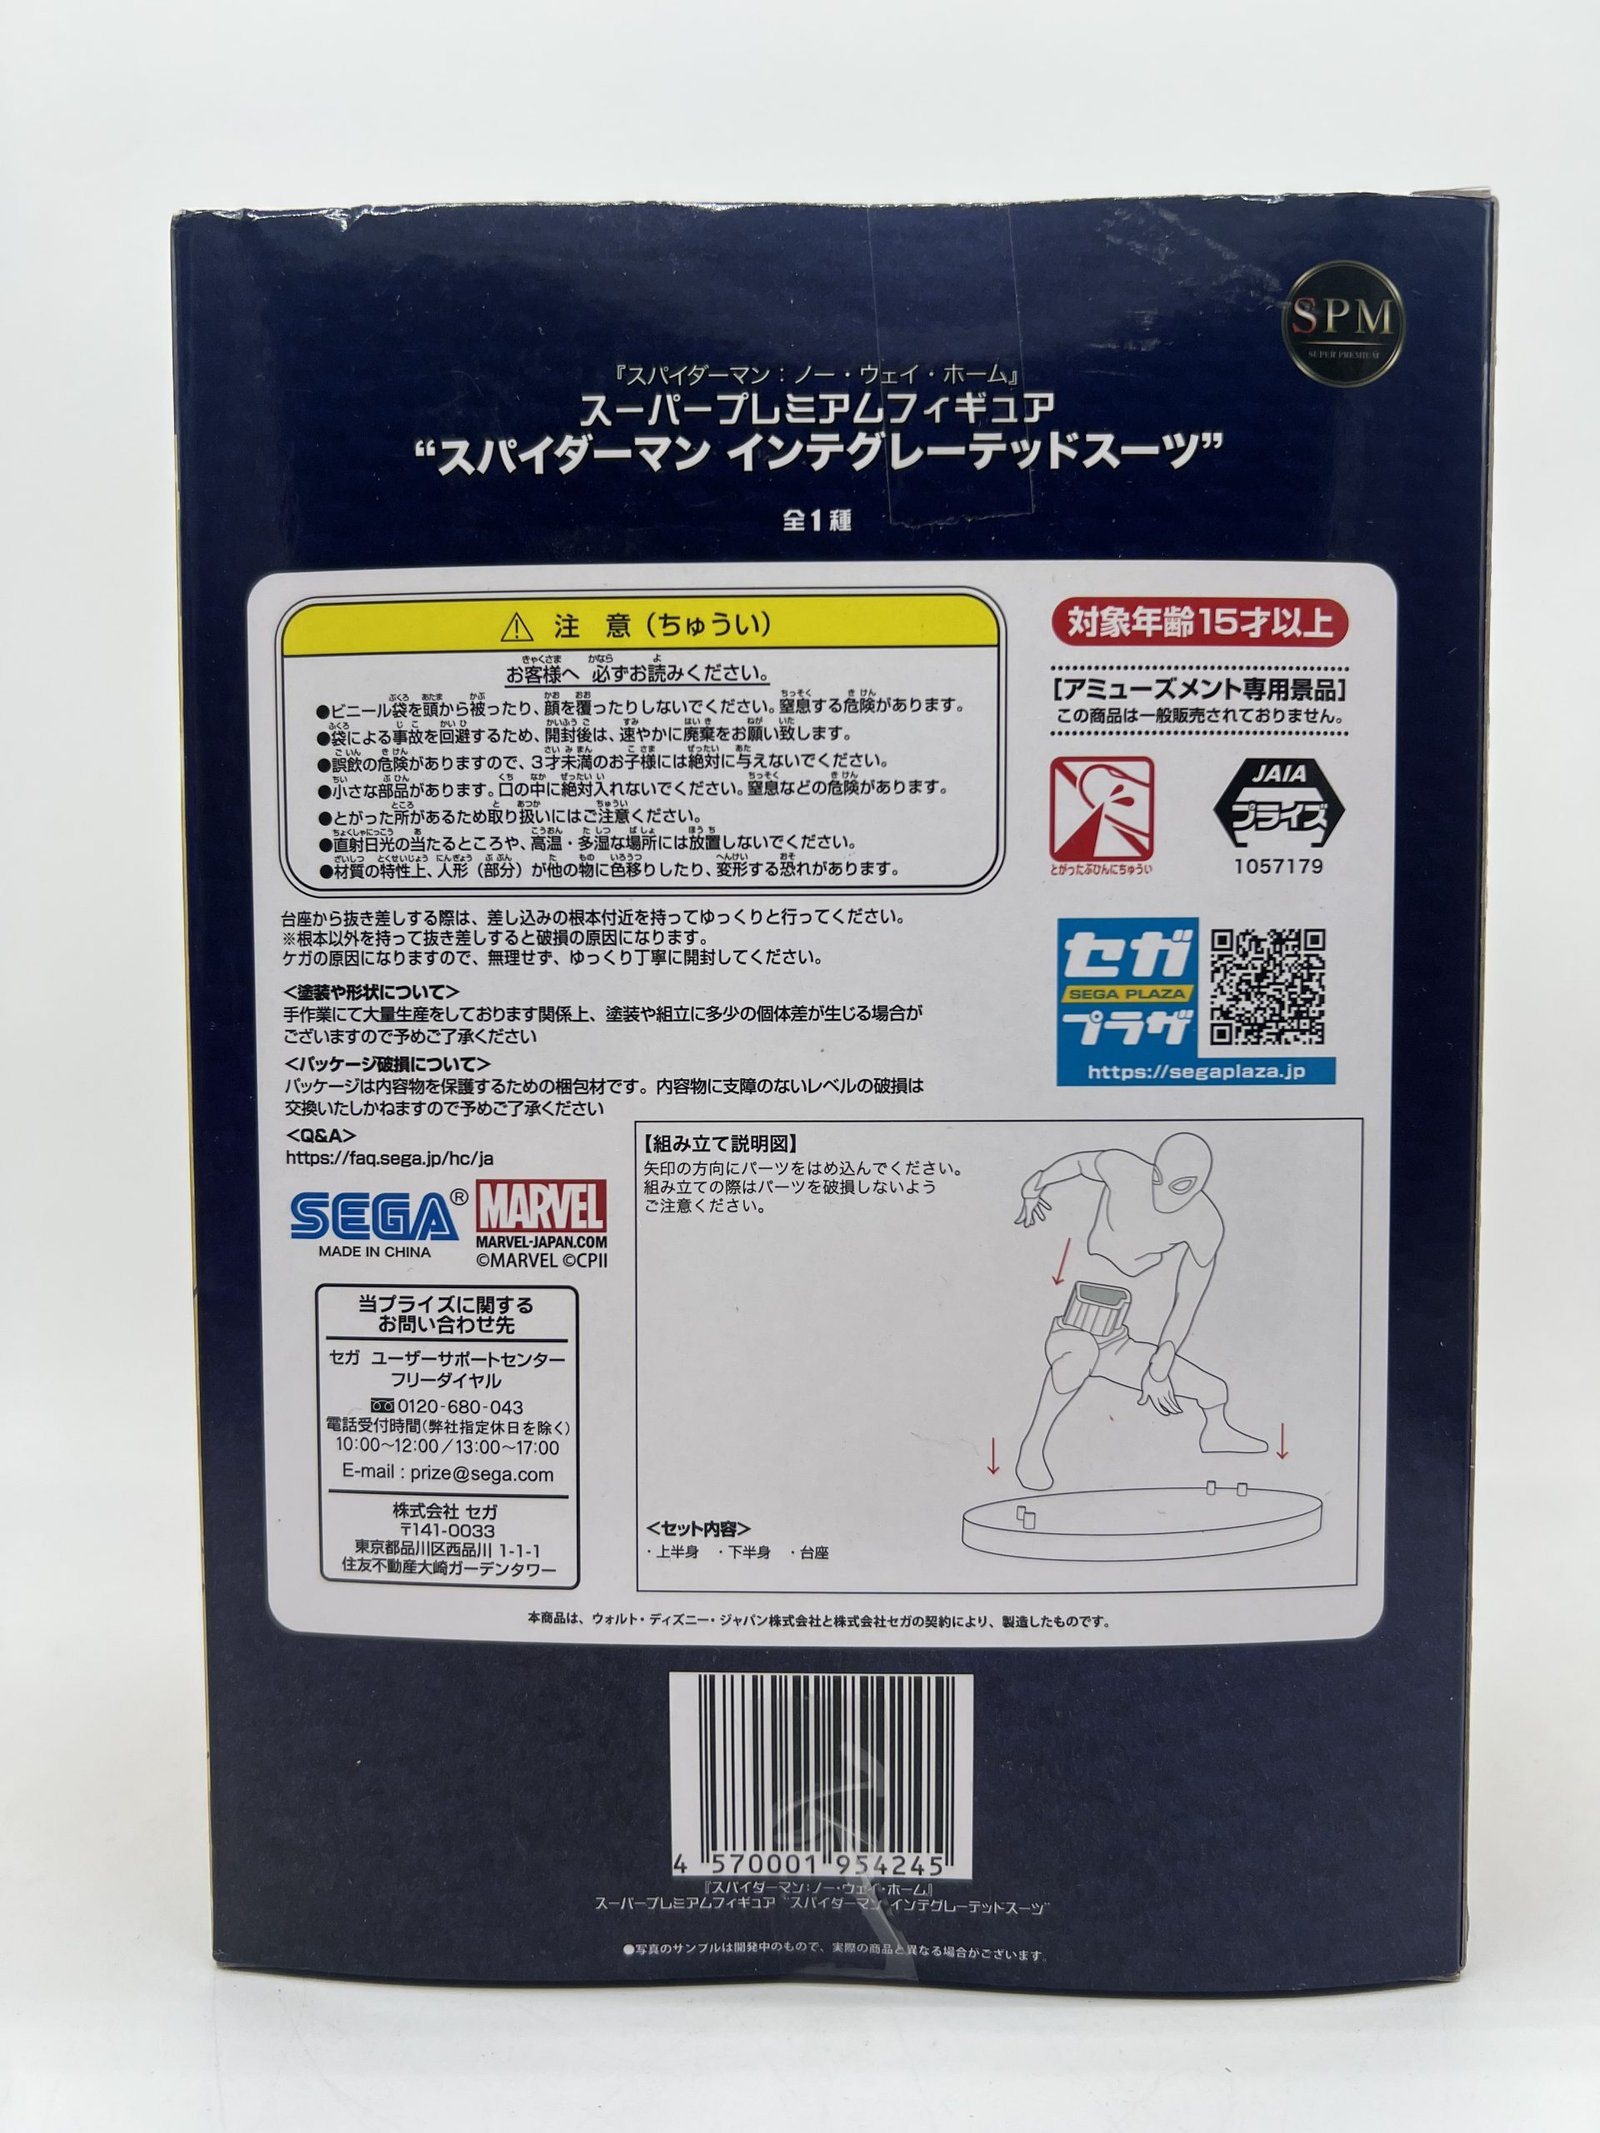 SPM
SUPER PREMIUM
『スパイダーマン：ノー・ウェイ・ホーム』
スーパープレミアムフィギュア
“スパイダーマン インテグレーテッドスーツ”
全1種
⚠ 注 意（ちゅうい）
お客様へ 必ずお読みください。
●ビニール袋を頭から被ったり、顔を覆ったりしないでください。窒息する危険があります。
●袋による事故を回避するため、開封後は、速やかに廃棄をお願い致します。
●誤飲の危険がありますので、3才未満のお子様には絶対に与えないでください。
●小さな部品があります。口の中に絶対入れないでください。窒息などの危険があります。
●とがった所があるため取り扱いにはご注意ください。
●直射日光の当たるところや、高温・多湿な場所には放置しないでください。
●材質の特性上、人形（部分）が他の物に色移りしたり、変形する恐れがあります。
対象年齢15才以上
[アミューズメント専用景品]
この商品は一般販売されておりません。
とがったぶひんにちゅうい
JAIA
プライズ
1057179
台座から抜き差しする際は、差し込みの根本付近を持ってゆっくりと行ってください。
※根本以外を持って抜き差しすると破損の原因になります。
ケガの原因になりますので、無理せず、ゆっくり丁寧に開封してください。
<塗装や形状について>
手作業にて大量生産をしております関係上、塗装や組立に多少の個体差が生じる場合が
ございますので予めご了承ください
<パッケージ破損について>
パッケージは内容物を保護するための梱包材です。内容物に支障のないレベルの破損は
交換いたしかねますので予めご了承ください
<Q&A>
https://faq.sega.jp/hc/ja
セガ
SEGA PLAZA
プラザ
https://segaplaza.jp
SEGA®
MADE IN CHINA
MARVEL
MARVEL-JAPAN.COM
©MARVEL ©CPII
当プライズに関する
お問い合わせ先
セガ ユーザーサポートセンター
フリーダイヤル
0120-680-043
電話受付時間(弊社指定休日を除く)
10:00～12:00／13:00～17:00
E-mail : prize@sega.com
株式会社 セガ
〒141-0033
東京都品川区西品川 1-1-1
住友不動産大崎ガーデンタワー
【組み立て説明図】
矢印の方向にパーツをはめ込んでください。
組み立ての際はパーツを破損しないよう
ご注意ください。
<セット内容>
・上半身 ・下半身 ・台座
本商品は、ウォルト・ディズニー・ジャパン株式会社と株式会社セガの契約により、製造したものです。
4 570001 954245
『スパイダーマン：ノー・ウェイ・ホーム』
スーパープレミアムフィギュア “スパイダーマン インテグレーテッドスーツ”
●写真のサンプルは開発中のもので、実際の商品と異なる場合がございます。